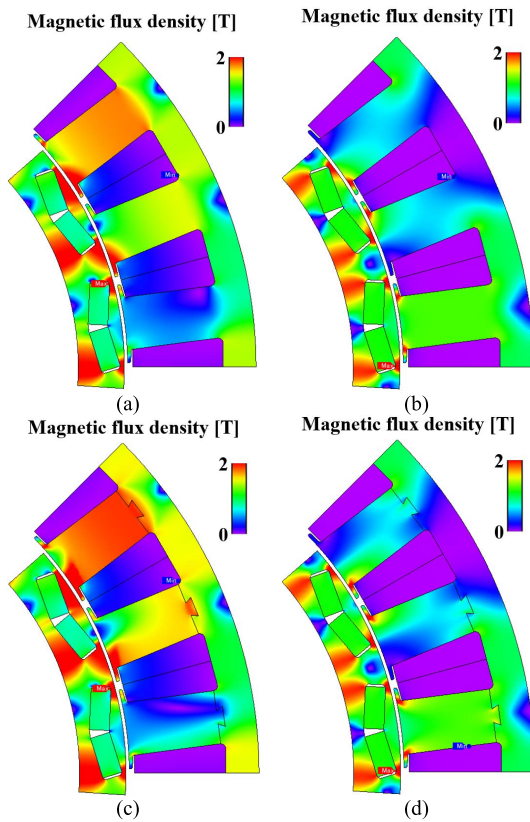 Magnetic flux density [T]
2
0
Min
Max
(a)
Magnetic flux density [T]
2
0
Min
Max
(b)
Magnetic flux density [T]
2
0
Min
Max
(c)
Magnetic flux density [T]
2
0
Min
Max
(d)